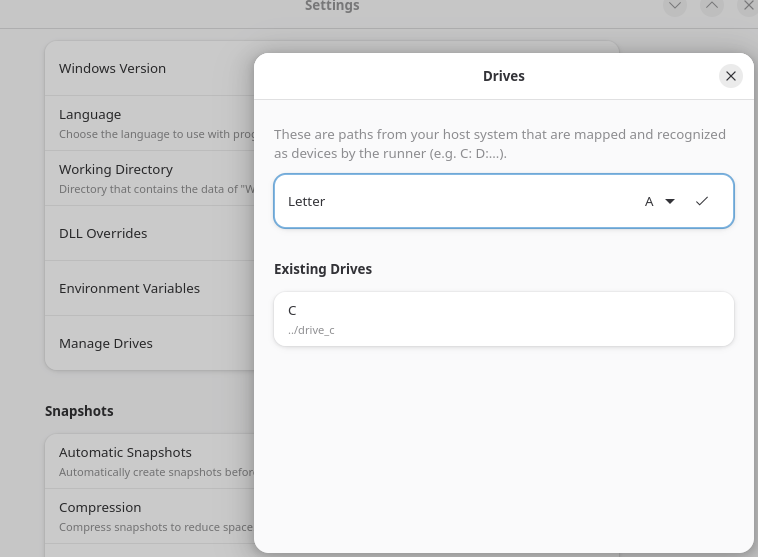 Settings
Windows Version
Language
Choose the language to use with prog
Working Directory
Directory that contains the data of "W
DLL Overrides
Environment Variables
Manage Drives
Snapshots
Automatic Snapshots
Automatically create snapshots befor
Compression
Compress snapshots to reduce space
Drives
These are paths from your host system that are mapped and recognized
as devices by the runner (e.g. C: D:...).
Letter A
Existing Drives
C
../drive_c